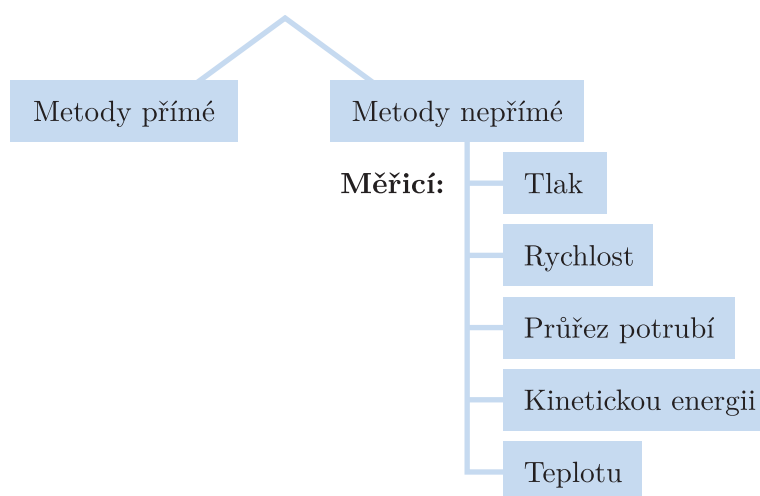 Metody přímé
Metody nepřímé
Měřicí:
Tlak
Rychlost
Průřez potrubí
Kinetickou energii
Teplotu